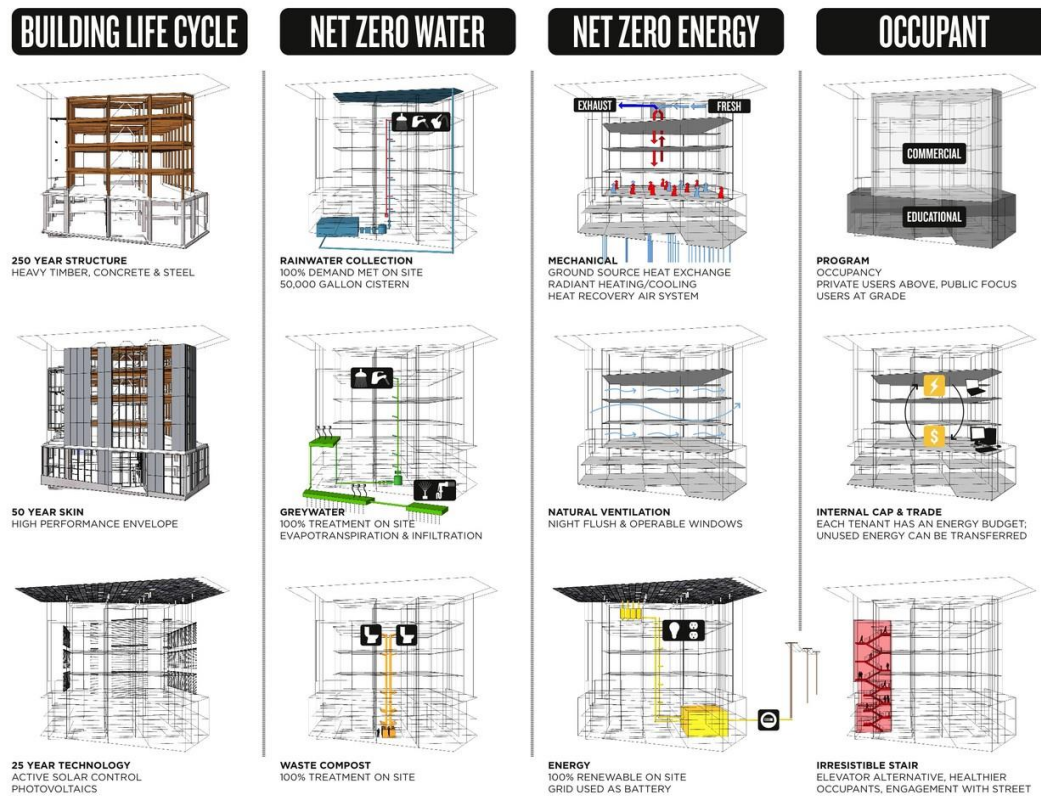 BUILDING LIFE CYCLE
NET ZERO WATER
NET ZERO ENERGY
OCCUPANT
250 YEAR STRUCTURE
HEAVY TIMBER, CONCRETE & STEEL
RAINWATER COLLECTION
100% DEMAND MET ON SITE
50,000 GALLON CISTERN
EXHAUST
FRESH
MECHANICAL
GROUND SOURCE HEAT EXCHANGE
RADIANT HEATING/COOLING
HEAT RECOVERY AIR SYSTEM
COMMERCIAL
EDUCATIONAL
PROGRAM
OCCUPANCY
PRIVATE USERS ABOVE, PUBLIC FOCUS
USERS AT GRADE
50 YEAR SKIN
HIGH PERFORMANCE ENVELOPE
GREYWATER
100% TREATMENT ON SITE
EVAPOTRANSPIRATION & INFILTRATION
NATURAL VENTILATION
NIGHT FLUSH & OPERABLE WINDOWS
$
INTERNAL CAP & TRADE
EACH TENANT HAS AN ENERGY BUDGET;
UNUSED ENERGY CAN BE TRANSFERRED
25 YEAR TECHNOLOGY
ACTIVE SOLAR CONTROL
PHOTOVOLTAICS
WASTE COMPOST
100% TREATMENT ON SITE
ENERGY
100% RENEWABLE ON SITE
GRID USED AS BATTERY
IRRESISTIBLE STAIR
ELEVATOR ALTERNATIVE, HEALTHIER
OCCUPANTS, ENGAGEMENT WITH STREET